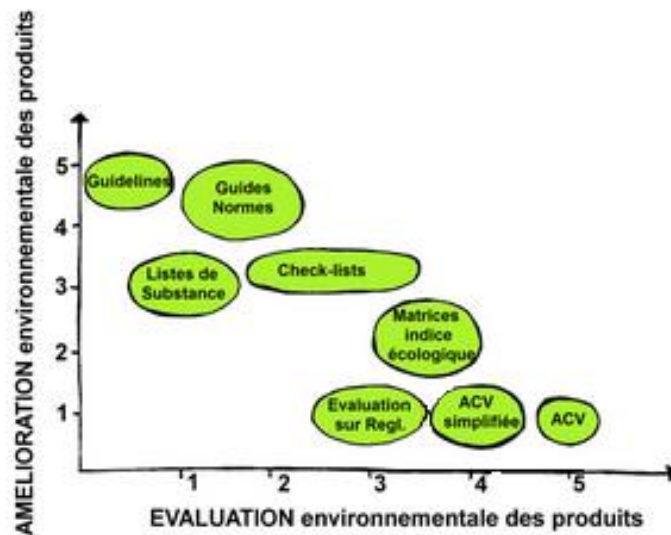 AMELIORATION environnementale des produits
5
4
3
2
1
Guidelines
Guides
Normes
Listes de
Substance
Check-lists
Matrices
indice
écologique
Evaluation
sur Regl.
ACV
simplifiée
ACV
1
2
3
4
5
EVALUATION environnementale des produits